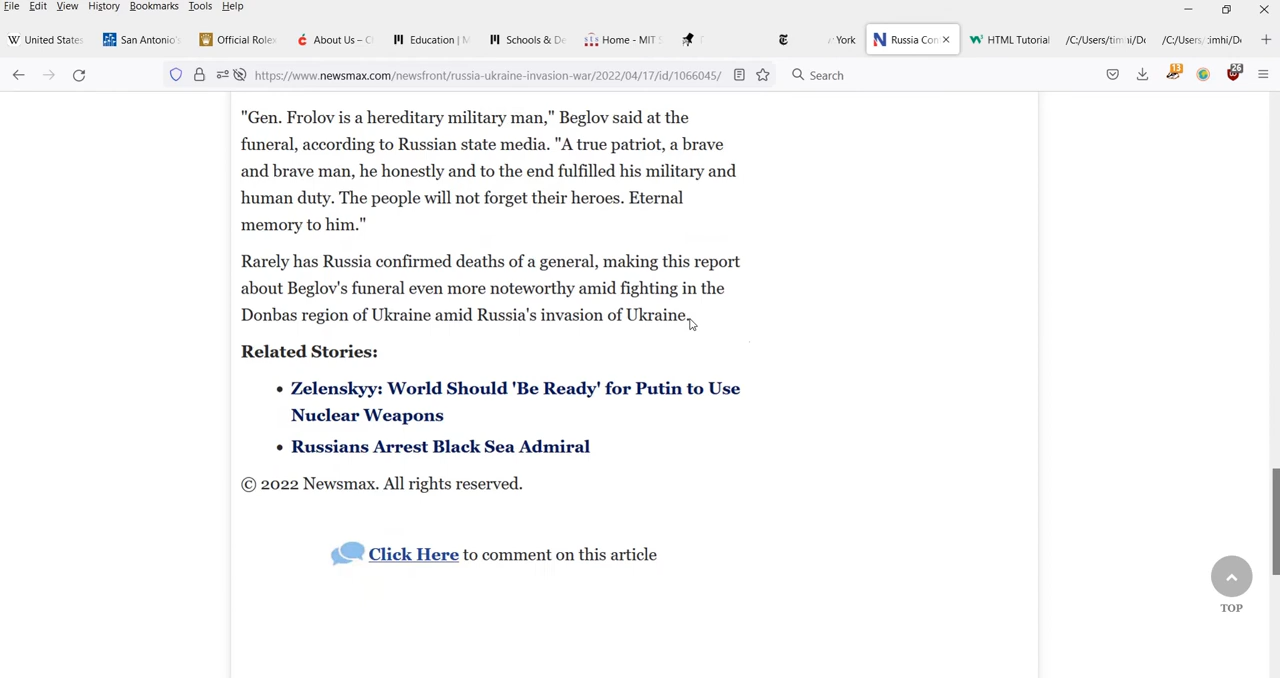 File Edit View History Bookmarks Tools Help
United States San Antonio's Official Rolex About Us – C Education | M Schools & De Home - MIT S T York Russia Con HTML Tutorial /C:/Users/timhi/De /C:/Users/timhi/De
https://www.newsmax.com/newsfront/russia-ukraine-invasion-war/2022/04/17/id/1066045/ Search 13 26
"Gen. Frolov is a hereditary military man," Beglov said at the
funeral, according to Russian state media. "A true patriot, a brave
and brave man, he honestly and to the end fulfilled his military and
human duty. The people will not forget their heroes. Eternal
memory to him."
Rarely has Russia confirmed deaths of a general, making this report
about Beglov's funeral even more noteworthy amid fighting in the
Donbas region of Ukraine amid Russia's invasion of Ukraine.
Related Stories:
• Zelenskyy: World Should 'Be Ready' for Putin to Use
Nuclear Weapons
• Russians Arrest Black Sea Admiral
© 2022 Newsmax. All rights reserved.
Click Here to comment on this article
TOP